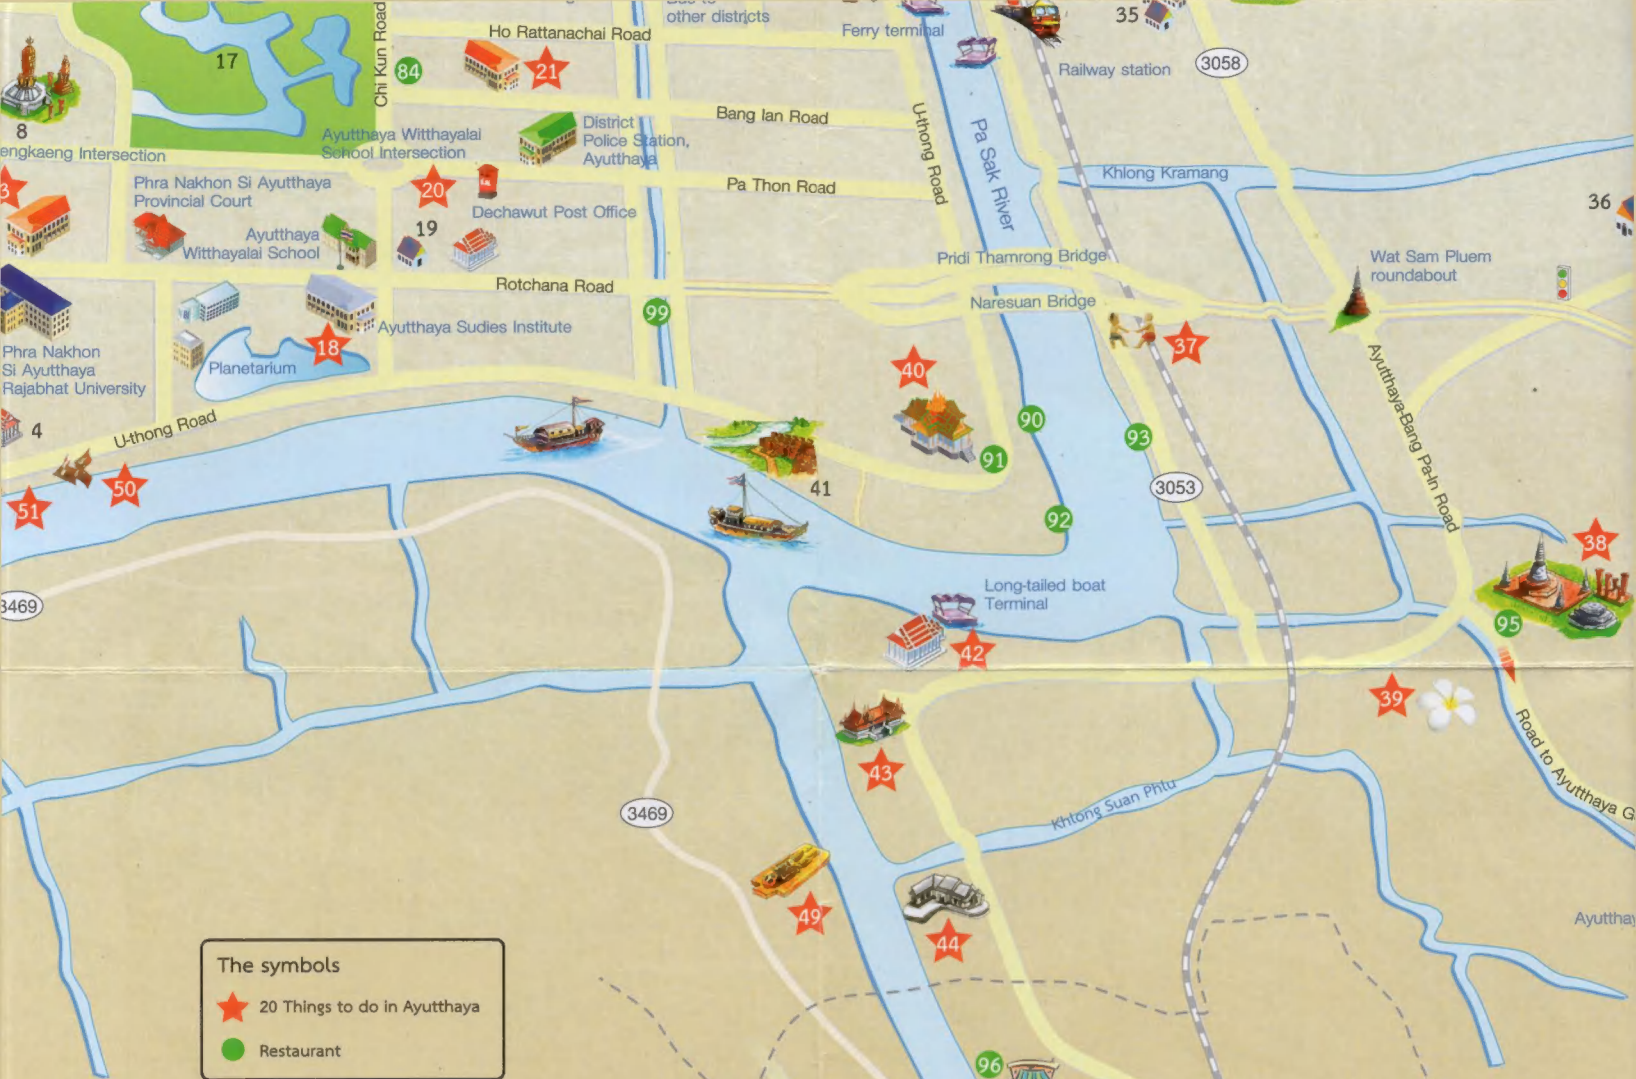 other districts
Ho Rattanachai Road
Ferry terminal
35
17
Chi Kun Road
84
21
Railway station
3058
8
Bang Ian Road
U-thong Road
Pa Sak River
District
Police Station,
Ayutthaya
Ayutthaya Witthayalai
School Intersection
engkaeng Intersection
3
Phra Nakhon Si Ayutthaya
Provincial Court
20
Pa Thon Road
Khlong Kramang
36
Dechawut Post Office
19
Ayutthaya
Witthayalai School
Pridi Thamrong Bridge
Wat Sam Pluem
roundabout
Rotchana Road
Naresuan Bridge
99
Ayutthaya Sudies Institute
18
37
Phra Nakhon
Si Ayutthaya
Rajabhat University
Planetarium
40
Ayutthaya-Bang Pa-In Road
4
U-thong Road
90
93
91
50
41
3053
51
92
38
3469
Long-tailed boat
Terminal
95
42
39
43
Road to Ayutthaya G
3469
Khtong Suan Phtu
49
44
Ayutthay
The symbols
20 Things to do in Ayutthaya
Restaurant
96